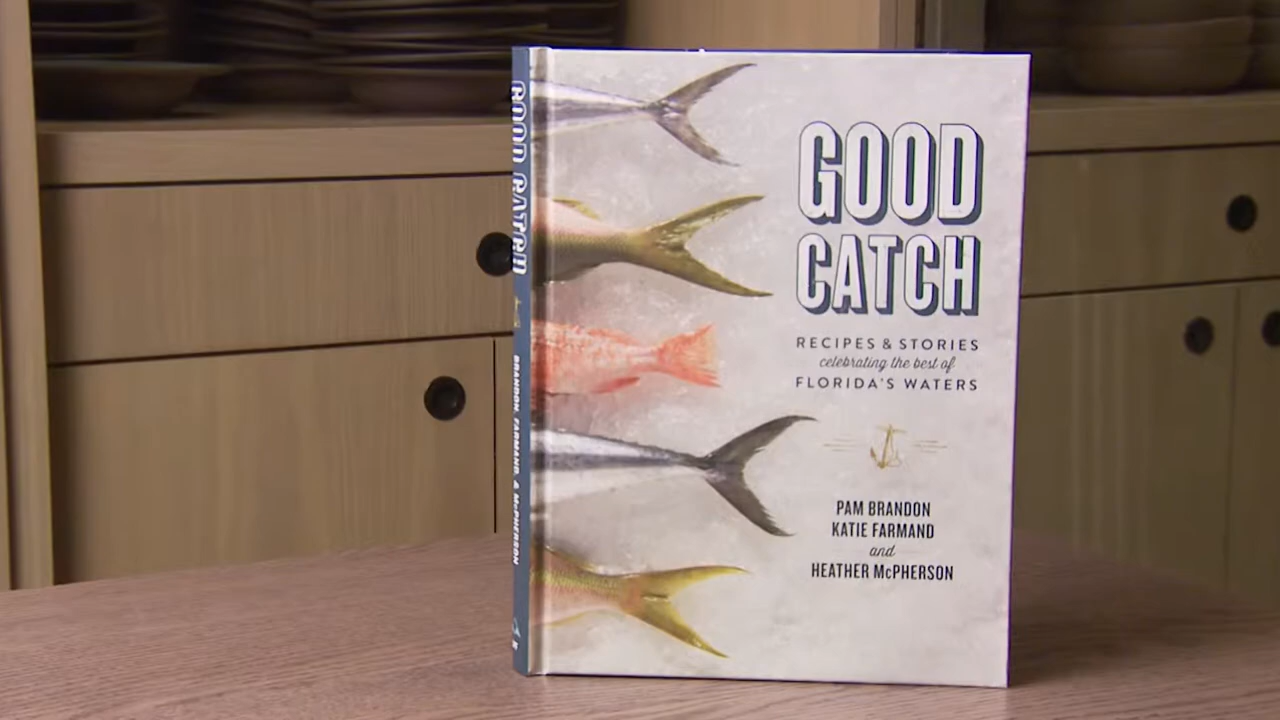 GOOD CATCH
BRANDON, FARMAND, & McPHERSON
GOOD
CATCH
RECIPES & STORIES
celebrating the best of
FLORIDA'S WATERS
PAM BRANDON
KATIE FARMAND
and
HEATHER McPHERSON